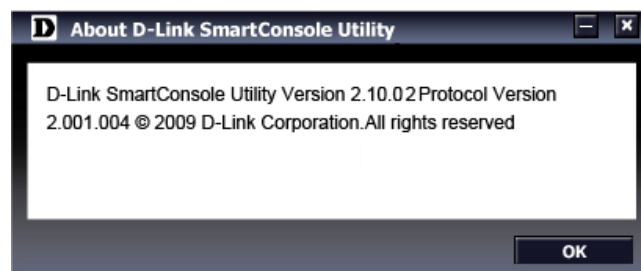 D About D-Link SmartConsole Utility
D-Link SmartConsole Utility Version 2.10.02 Protocol Version
2.001.004 © 2009 D-Link Corporation.All rights reserved
OK